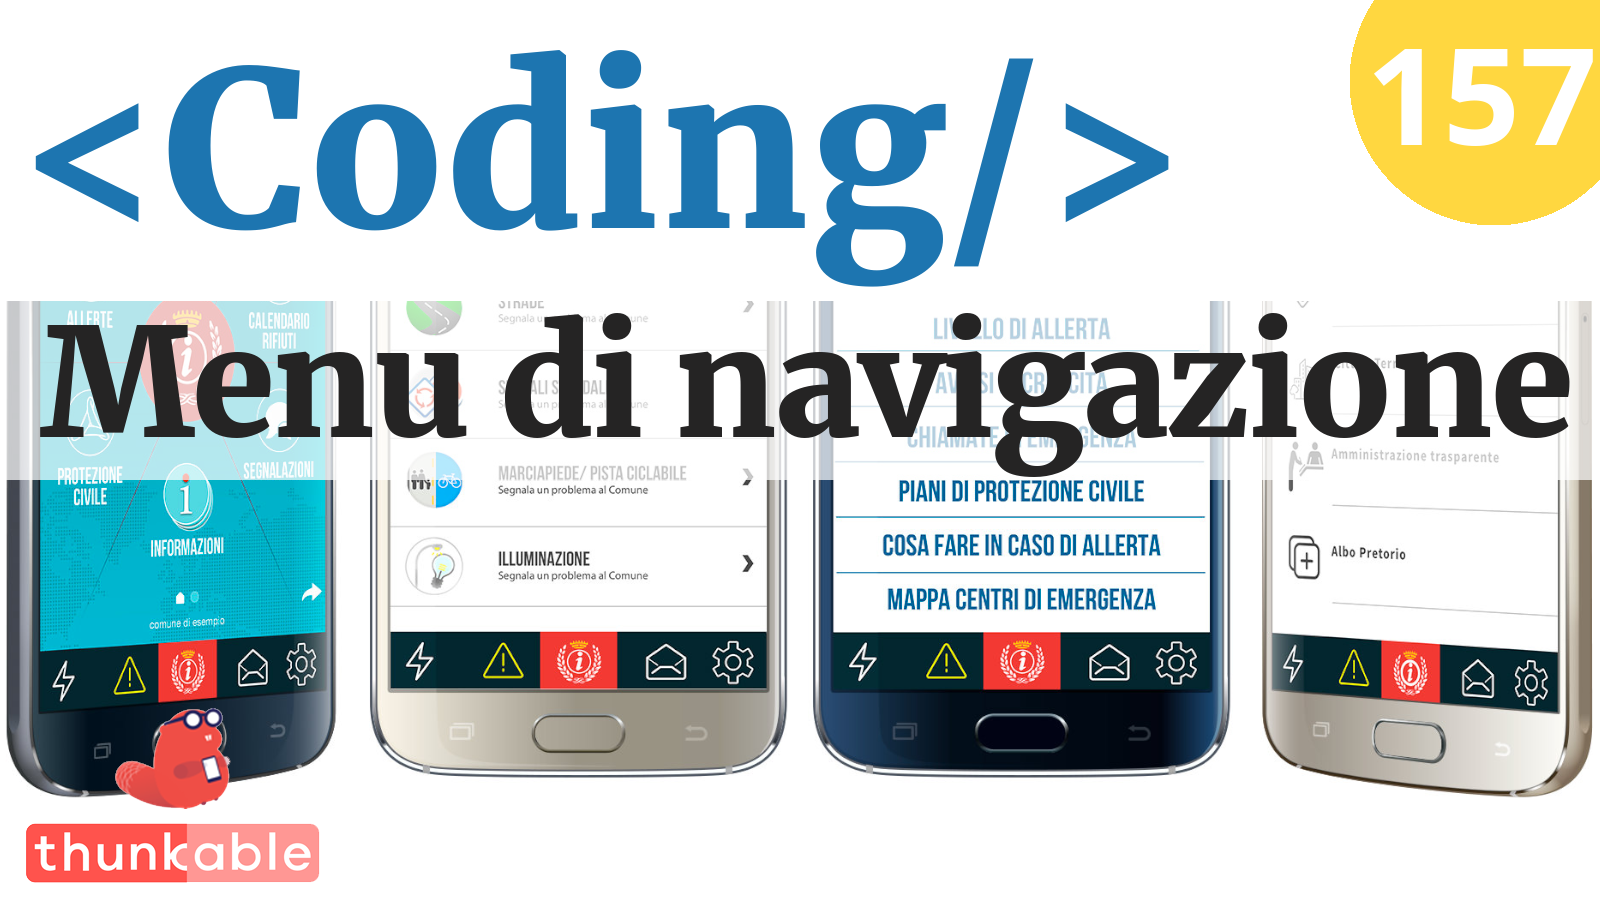 <Coding/>
157
Menu di navigazione
ALLERTE
CALENDARIO
RIFIUTI
PROTEZIONE
CIVILE
SEGNALAZIONI
INFORMAZIONI
comune di esempio
STRADE
Segnala un problema al Comune
MARCIAPIEDE/ PISTA CICLABILE
Segnala un problema al Comune
ILLUMINAZIONE
Segnala un problema al Comune
LIVELLO DI ALLERTA
CHIAMATE DI EMERGENZA
PIANI DI PROTEZIONE CIVILE
COSA FARE IN CASO DI ALLERTA
MAPPA CENTRI DI EMERGENZA
Amministrazione trasparente
Albo Pretorio
thunkable